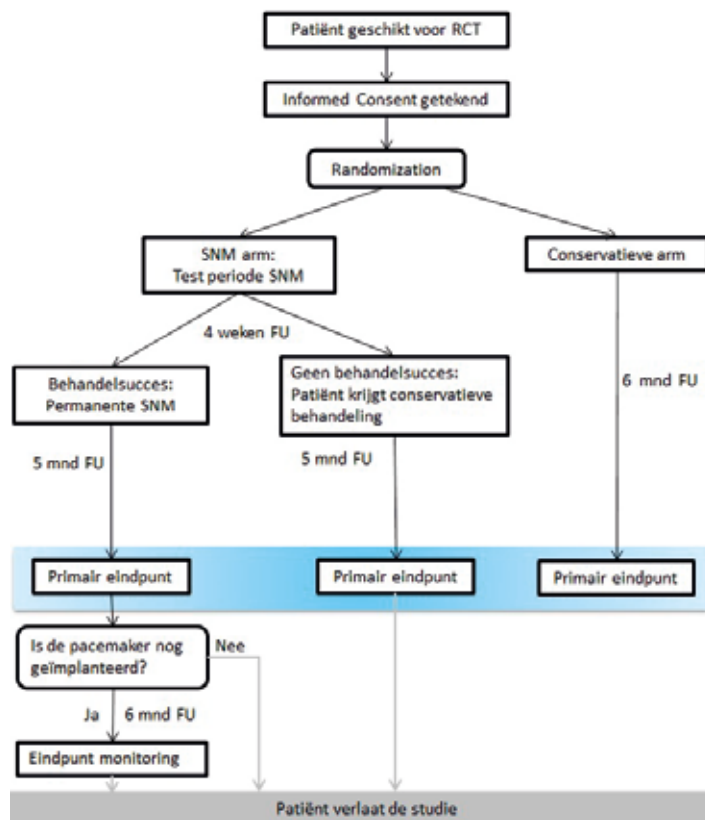 Patiënt geschikt voor RCT
Informed Consent getekend
Randomization
SNM arm:
Test periode SNM
Conservatieve arm
4 weken FU
Behandelsucces:
Permanente SNM
Geen behandelsucces:
Patiënt krijgt conservatieve
behandeling
6 mnd FU
5 mnd FU
5 mnd FU
Primair eindpunt
Primair eindpunt
Primair eindpunt
Is de pacemaker nog
geïmplanteerd?
Nee
Ja
6 mnd FU
Eindpunt monitoring
Patiënt verlaat de studie